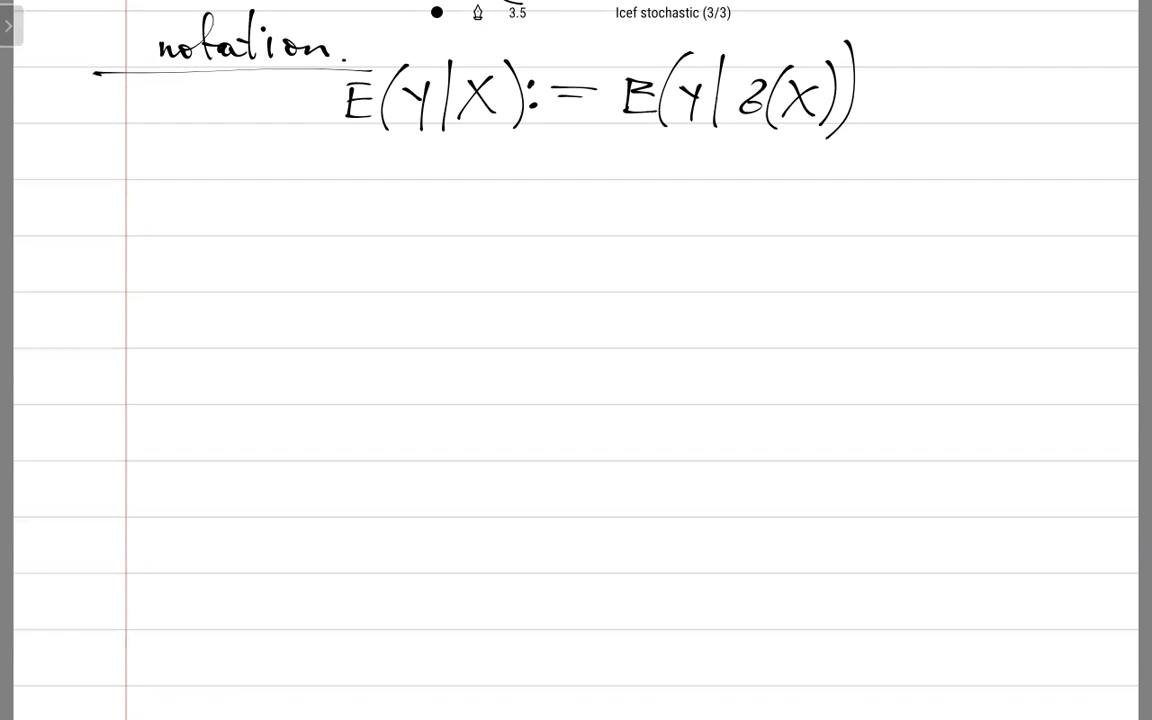 3.5 Icef stochastic (3/3)
notation.
E(Y|X) := E(Y|σ(X))